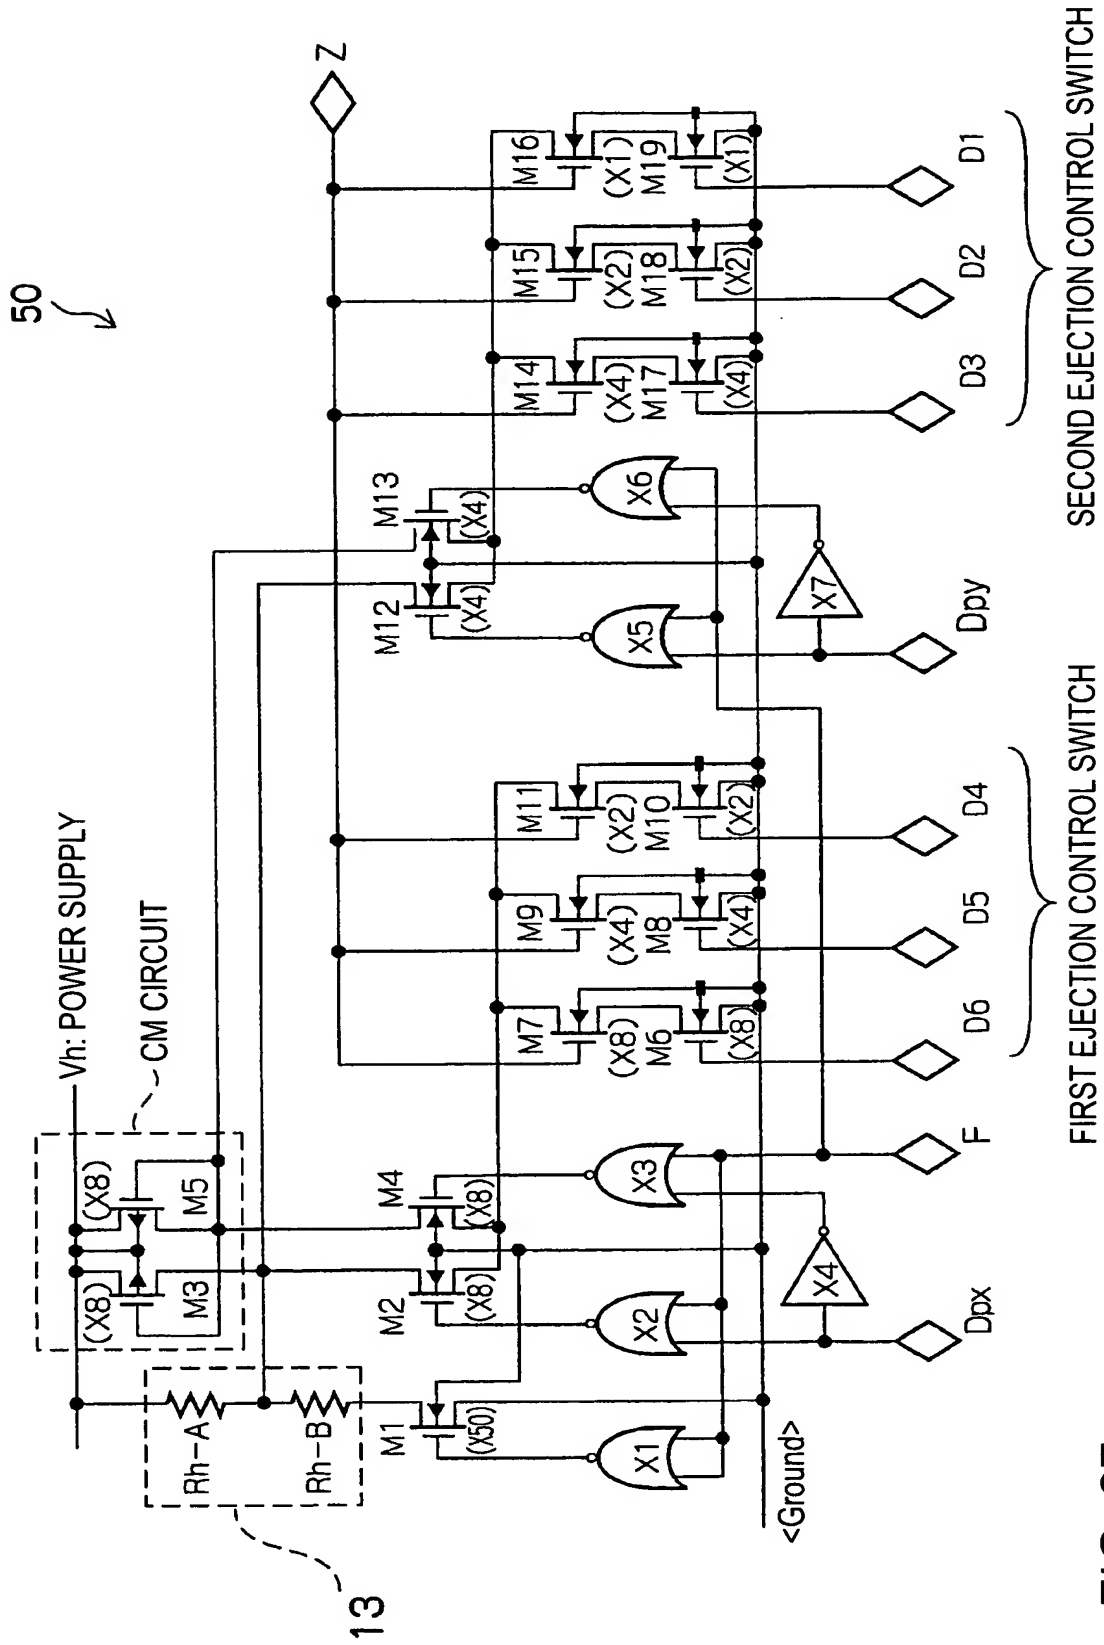 50
Vh: POWER SUPPLY
CM CIRCUIT
Z
(X8)
(X8)
M3
M5
13
Rh-A
Rh-B
M1
(X50)
M2
(X8)
M4
(X8)
M12
(X4)
M13
(X4)
M7
(X8)
M6
(X8)
M9
(X4)
M8
(X4)
M11
(X2)
M10
(X2)
M14
(X4)
M17
(X4)
M15
(X2)
M18
(X2)
M16
(X1)
M19
(X1)
X1
X2
X3
X4
X5
X6
X7
<Ground>
Dpx
F
D6
D5
D4
Dpy
D3
D2
D1
FIRST EJECTION CONTROL SWITCH
SECOND EJECTION CONTROL SWITCH